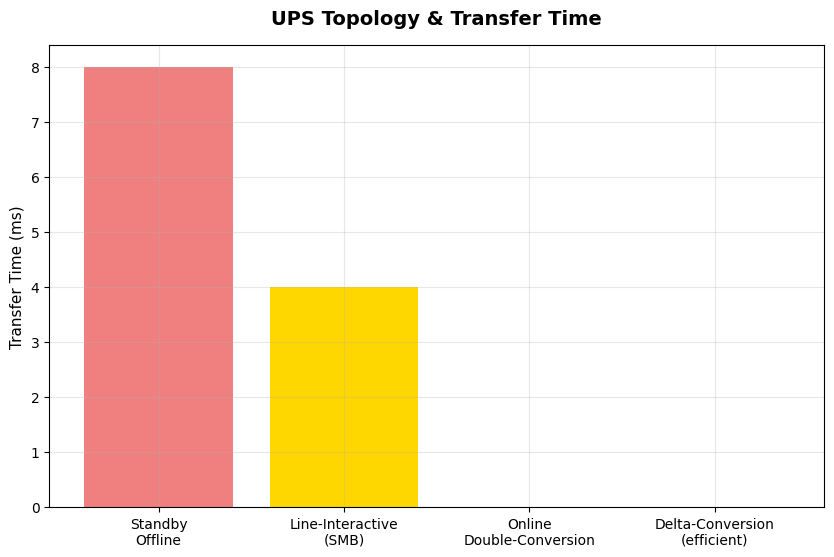 UPS Topology & Transfer Time
Transfer Time (ms)
8
7
6
5
4
3
2
1
0
Standby
Offline
Line-Interactive
(SMB)
Online
Double-Conversion
Delta-Conversion
(efficient)